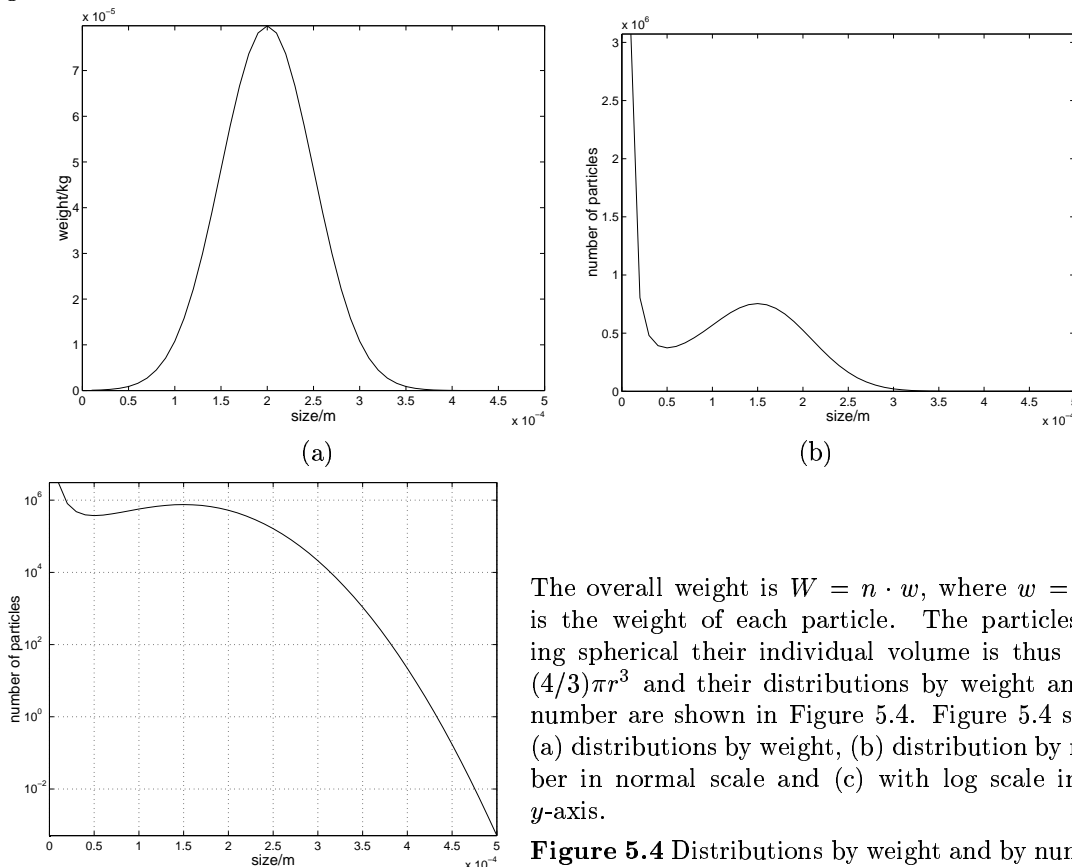 x 10⁻⁵
7
6
5
4
3
2
1
0
weight/kg
0 0.5 1 1.5 2 2.5 3 3.5 4 4.5 5
size/m
x 10⁻⁴
(a)
x 10⁶
3
2.5
2
1.5
1
0.5
0
number of particles
0 0.5 1 1.5 2 2.5 3 3.5 4 4.5 5
size/m
x 10⁻⁴
(b)
10⁶
10⁴
10²
10⁰
10⁻²
number of particles
0 0.5 1 1.5 2 2.5 3 3.5 4 4.5 5
size/m
x 10⁻⁴
The overall weight is W = n · w, where w =
is the weight of each particle. The particles
ing spherical their individual volume is thus
(4/3)πr³ and their distributions by weight an
number are shown in Figure 5.4. Figure 5.4 s
(a) distributions by weight, (b) distribution by
ber in normal scale and (c) with log scale in
y-axis.
Figure 5.4 Distributions by weight and by num